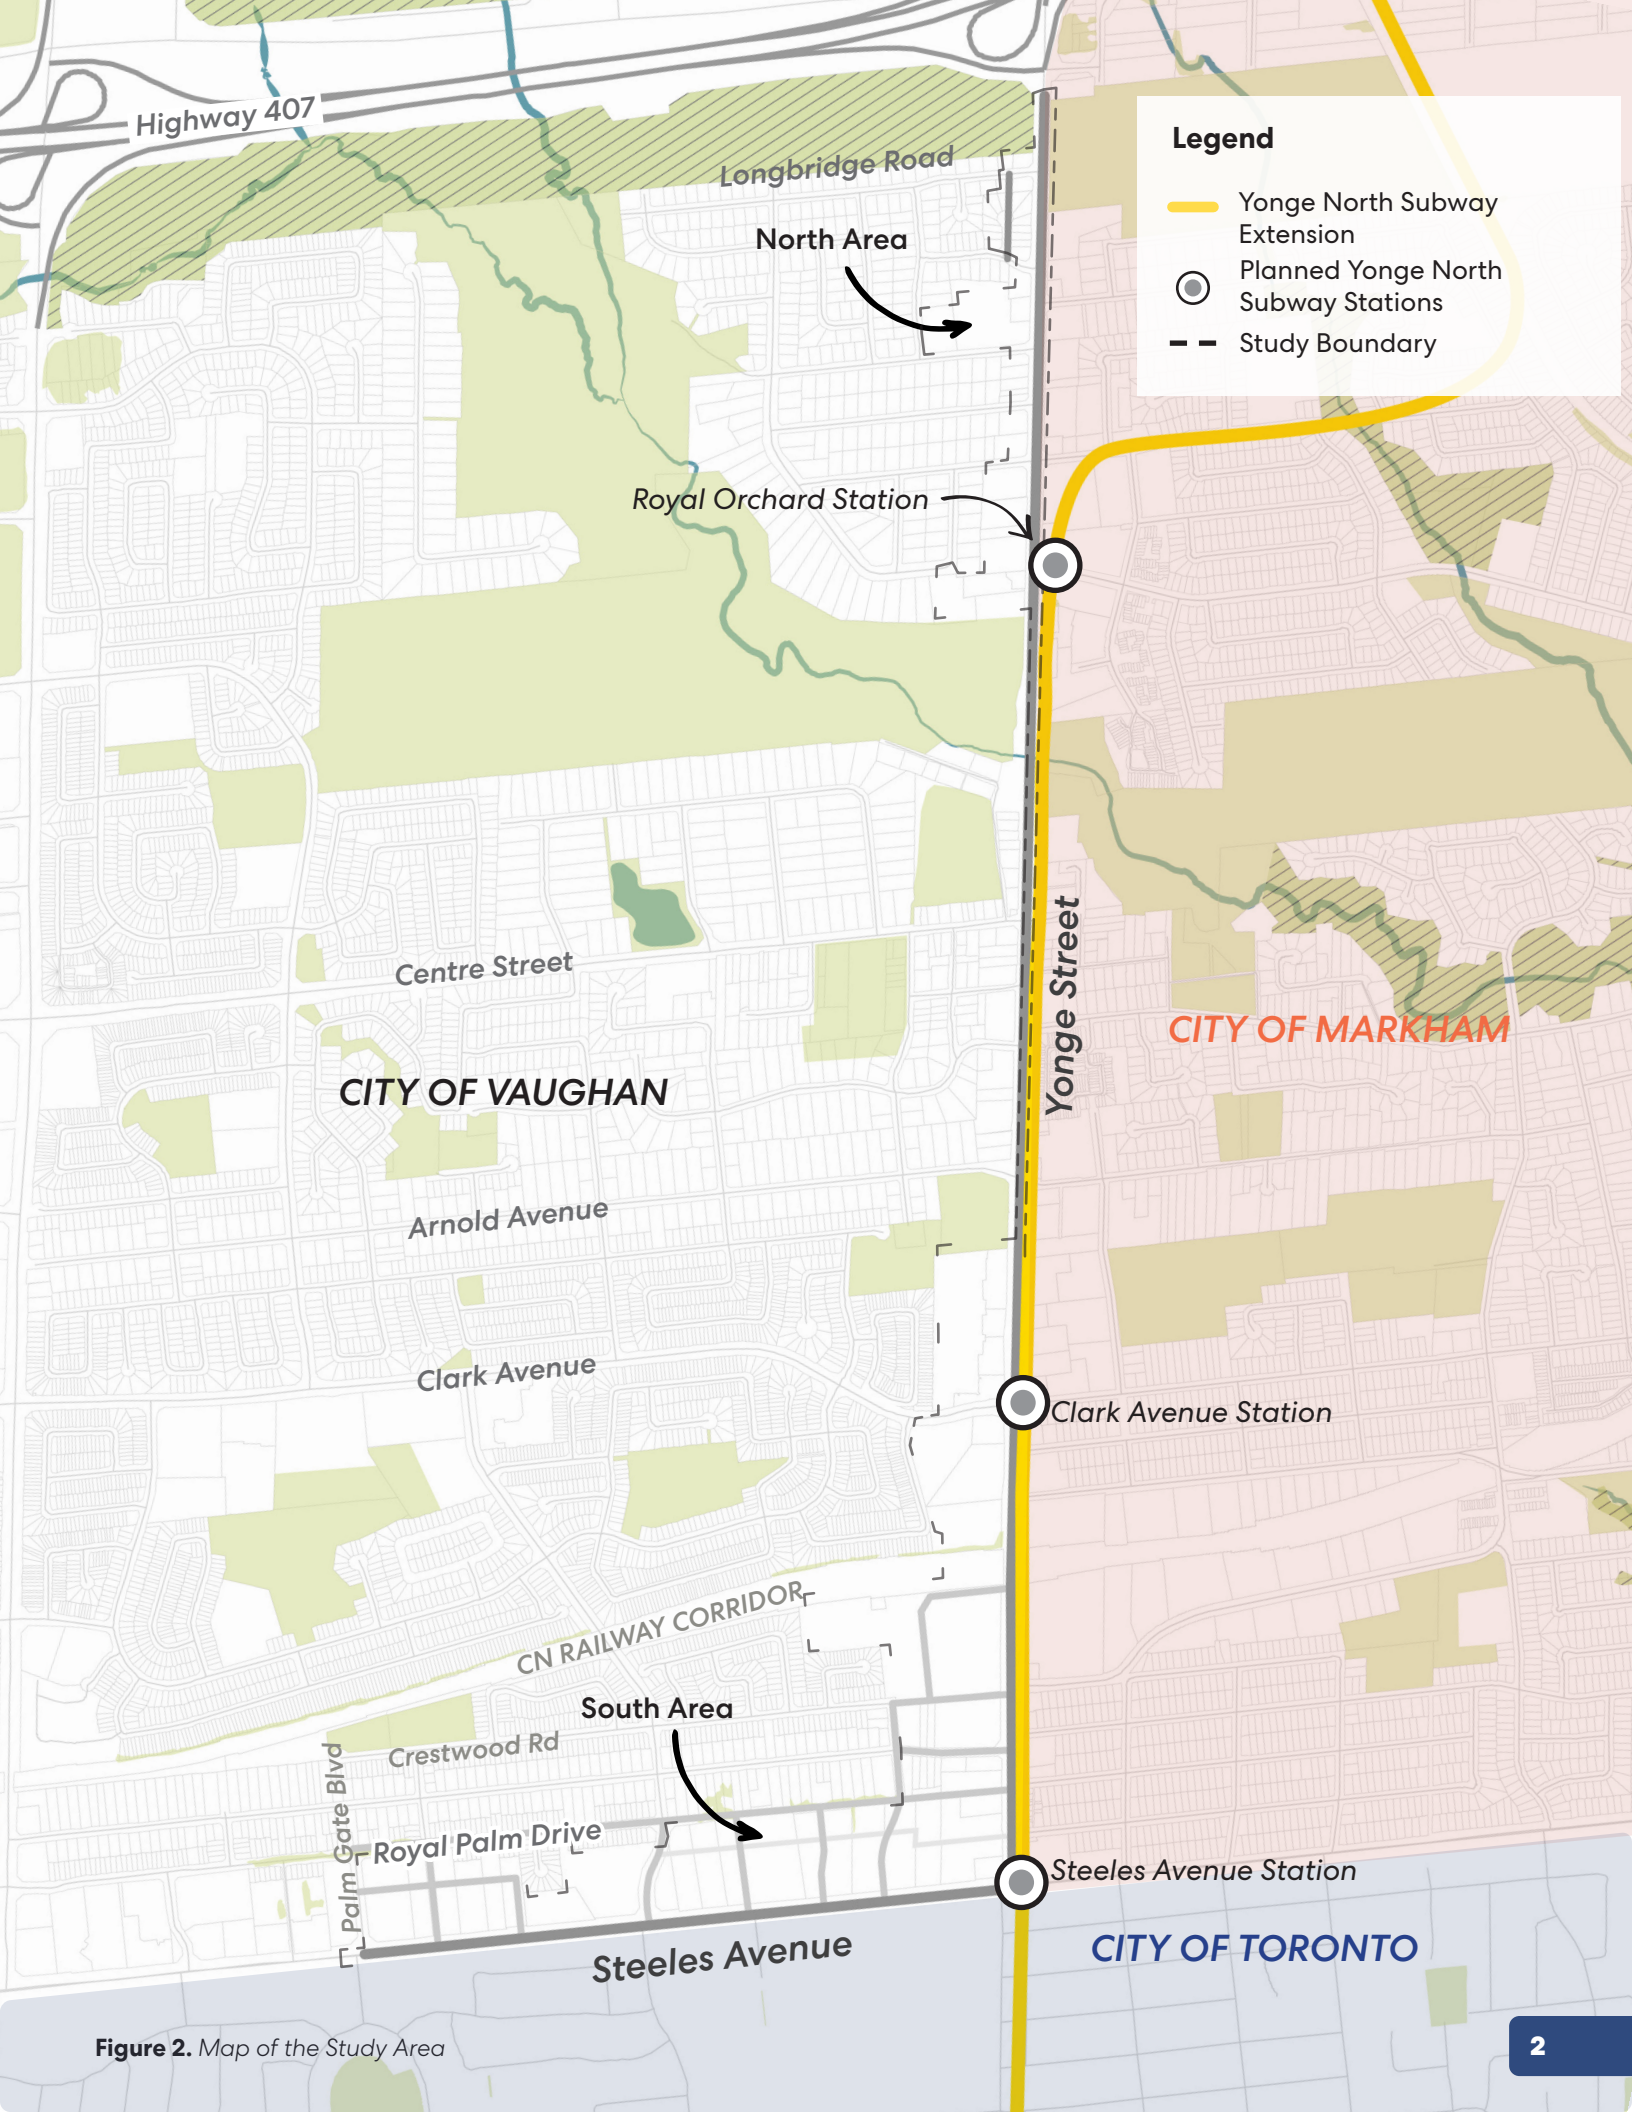 Highway 407
Longbridge Road
North Area
Legend
Yonge North Subway
Extension
Planned Yonge North
Subway Stations
Study Boundary
Royal Orchard Station
Yonge Street
Centre Street
CITY OF MARKHAM
CITY OF VAUGHAN
Arnold Avenue
Clark Avenue
Clark Avenue Station
CN RAILWAY CORRIDOR
South Area
Crestwood Rd
Palm Gate Blvd
Royal Palm Drive
Steeles Avenue Station
Steeles Avenue
CITY OF TORONTO
Figure 2. Map of the Study Area
2